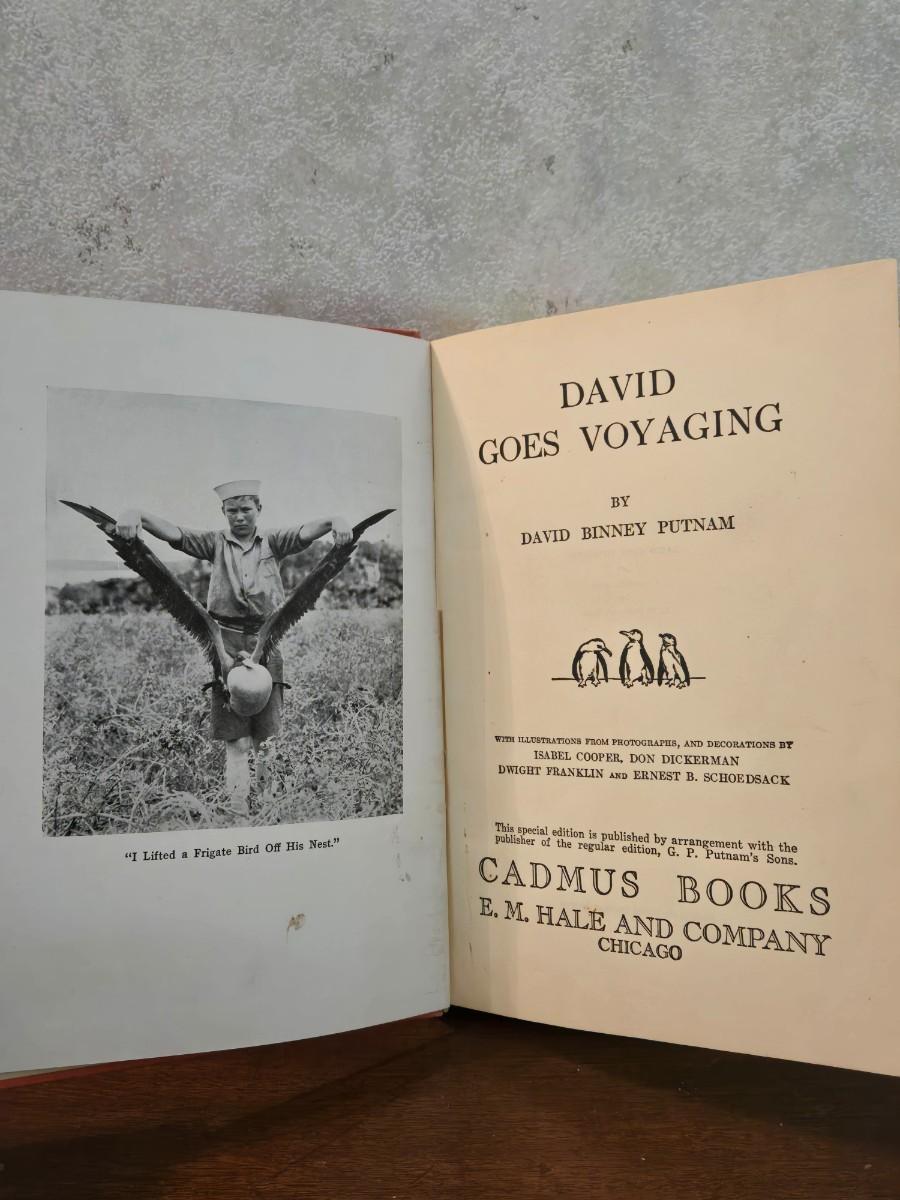 "I Lifted a Frigate Bird Off His Nest."
DAVID
GOES VOYAGING
BY
DAVID BINNEY PUTNAM
WITH ILLUSTRATIONS FROM PHOTOGRAPHS, AND DECORATIONS BY
ISABEL COOPER, DON DICKERMAN
DWIGHT FRANKLIN AND ERNEST B. SCHOEDSACK
This special edition is published by arrangement with the
publisher of the regular edition, G. P. Putnam's Sons.
CADMUS BOOKS
E. M. HALE AND COMPANY
CHICAGO